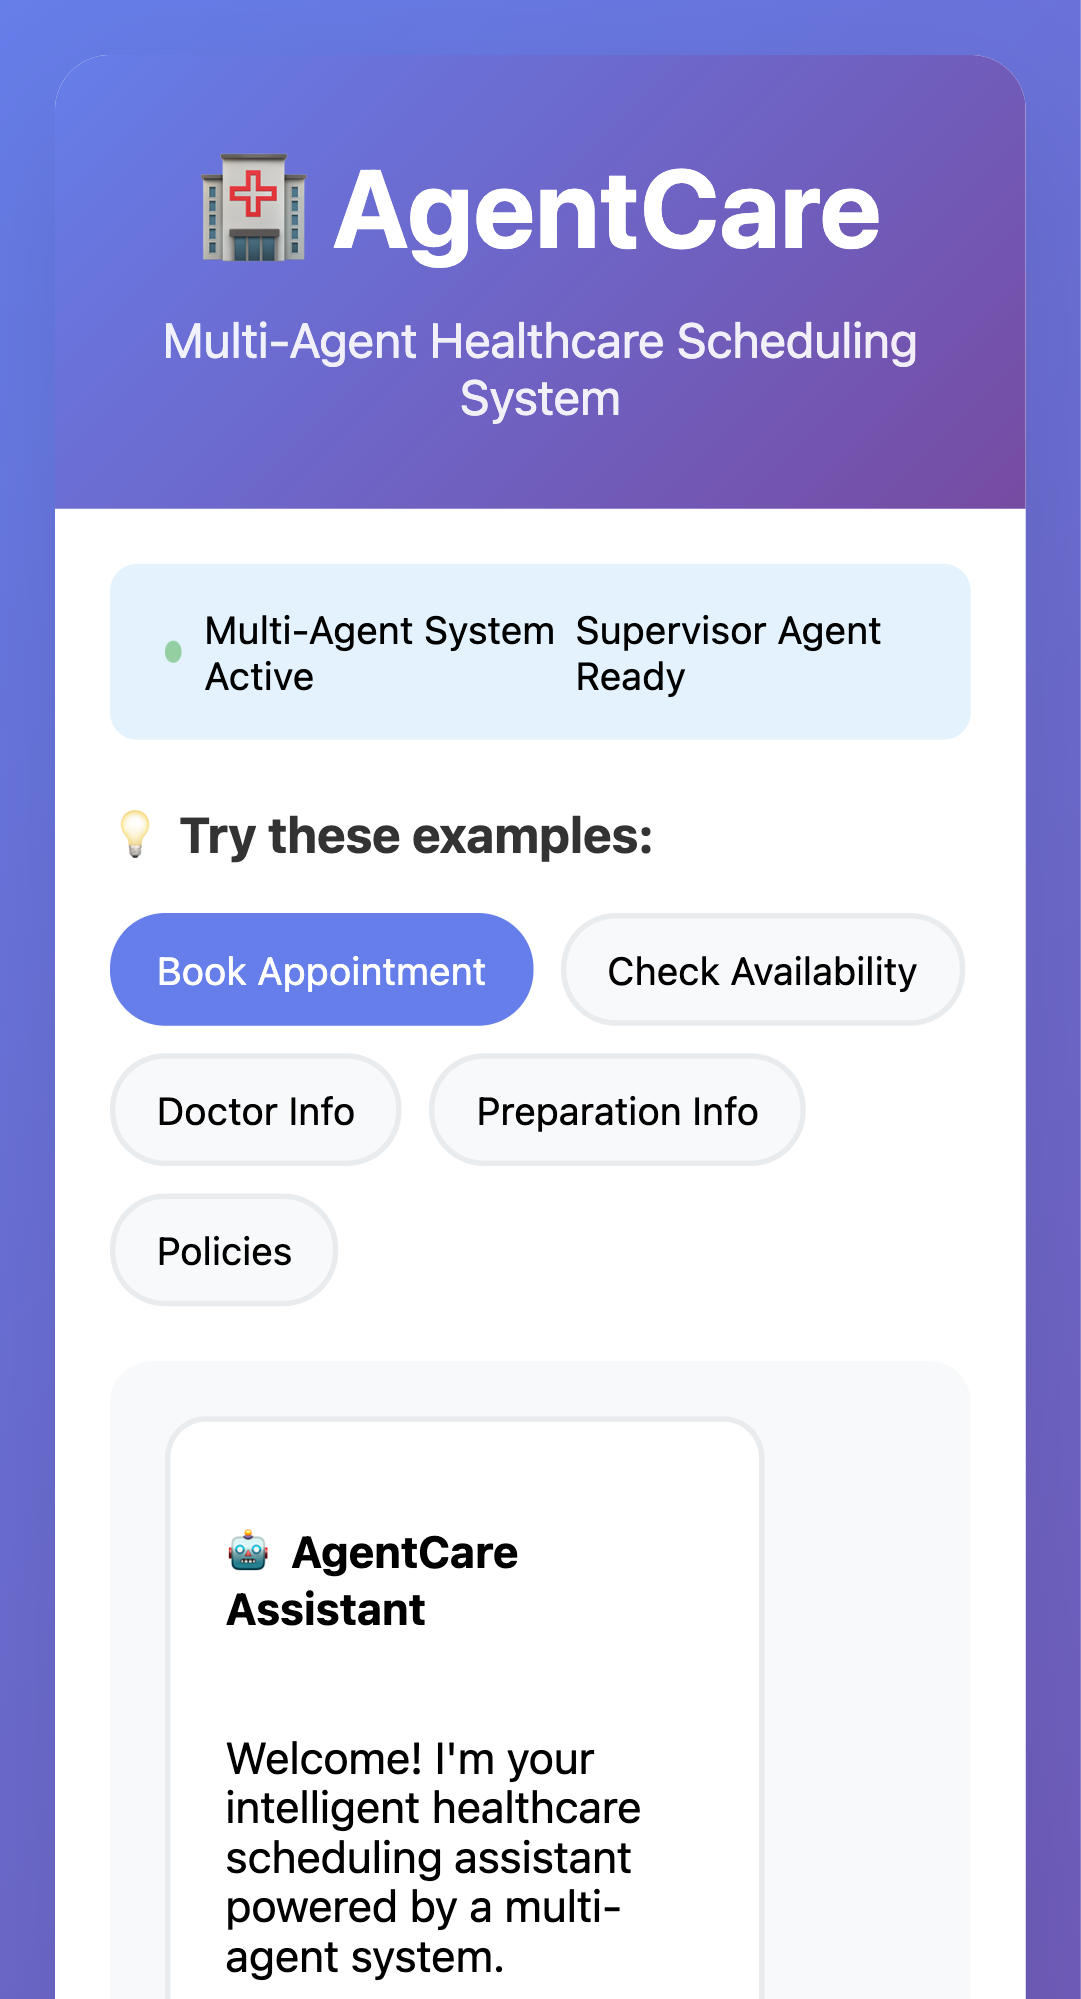 AgentCare
Multi-Agent Healthcare Scheduling
System
Multi-Agent System
Active
Supervisor Agent
Ready
Try these examples:
Book Appointment
Check Availability
Doctor Info
Preparation Info
Policies
AgentCare
Assistant
Welcome! I'm your
intelligent healthcare
scheduling assistant
powered by a multi-
agent system.